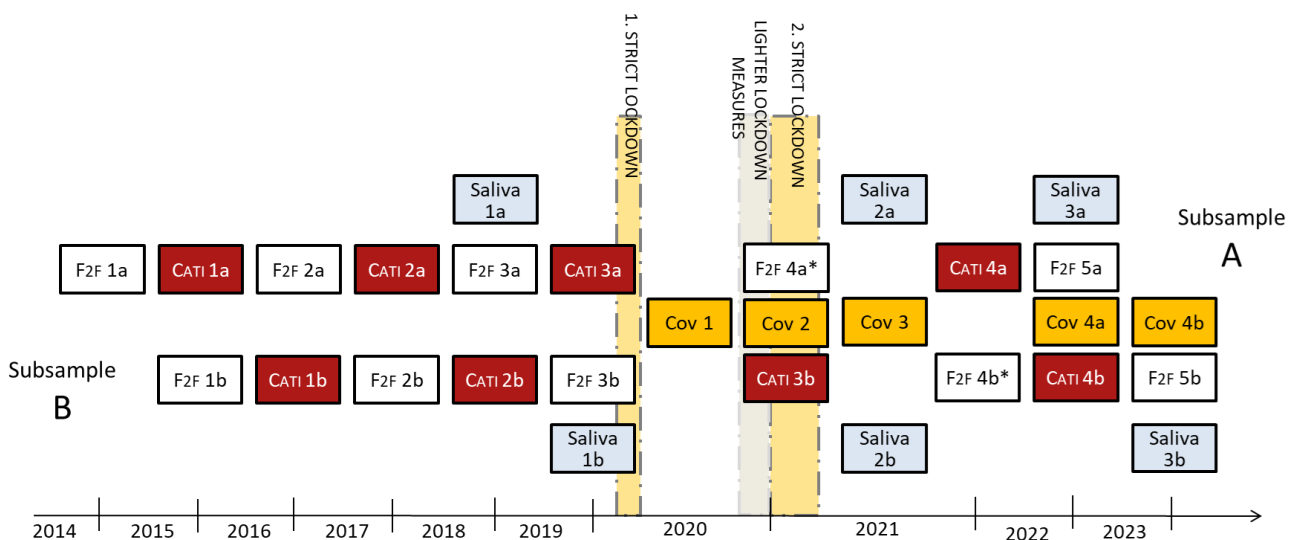 1. STRICT LOCKDOWN
LIGHTER LOCKDOWN
MEASURES
2. STRICT LOCKDOWN
Saliva
1a
Saliva
2a
Saliva
3a
Subsample
A
F2F 1a
CATI 1a
F2F 2a
CATI 2a
F2F 3a
CATI 3a
F2F 4a*
CATI 4a
F2F 5a
Cov 1
Cov 2
Cov 3
Cov 4a
Cov 4b
Subsample
B
F2F 1b
CATI 1b
F2F 2b
CATI 2b
F2F 3b
CATI 3b
F2F 4b*
CATI 4b
F2F 5b
Saliva
1b
Saliva
2b
Saliva
3b
2014
2015
2016
2017
2018
2019
2020
2021
2022
2023